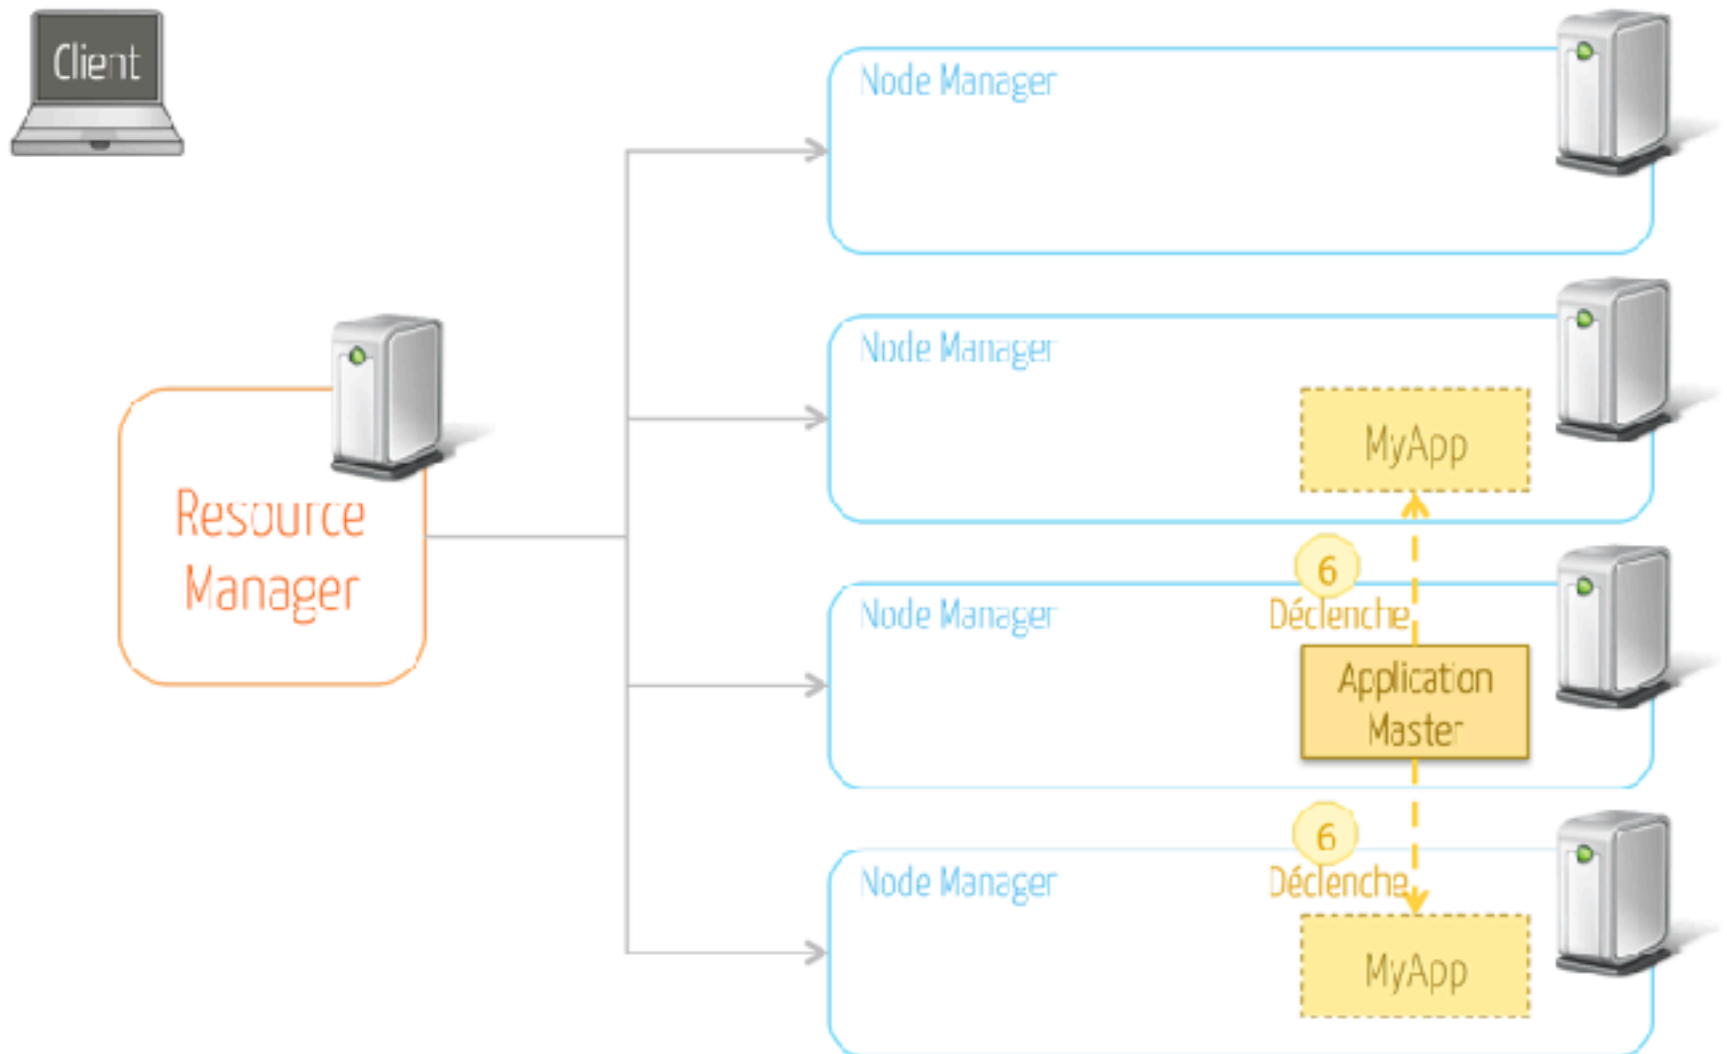 Client
Node Manager
Node Manager
MyApp
Resource
Manager
6
Déclenche
Node Manager
Application
Master
6
Déclenche
Node Manager
MyApp